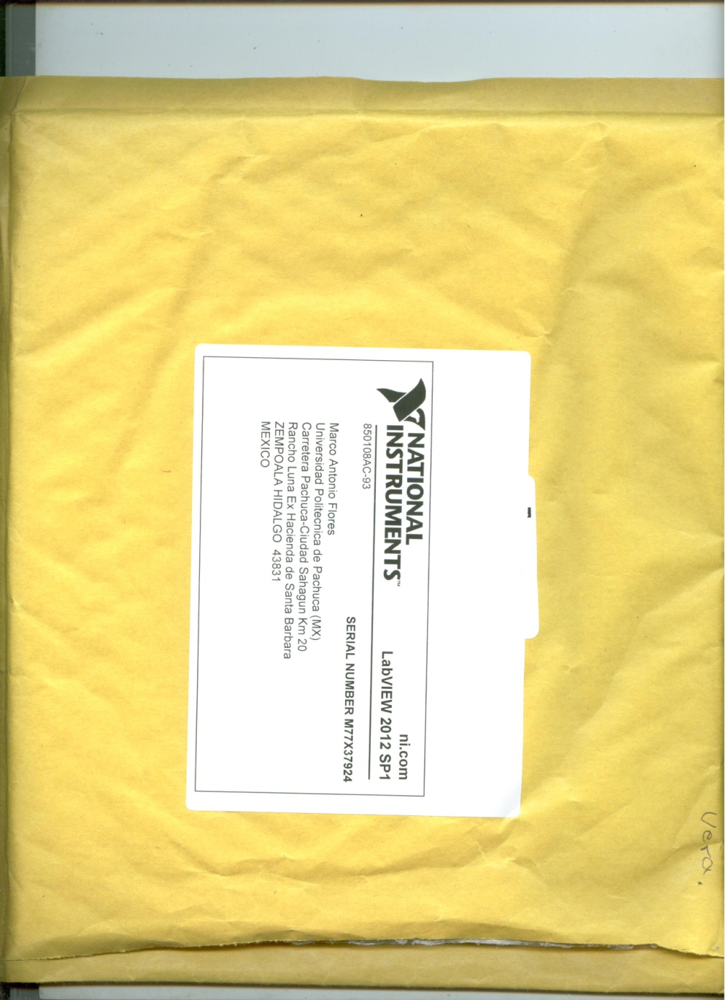 NATIONAL
INSTRUMENTS™
ni.com
LabVIEW 2012 SP1
850108AC-93
SERIAL NUMBER M77X37924
Marco Antonio Flores
Universidad Politecnica de Pachuca (MX)
Carretera Pachuca-Ciudad Sahagun Km 20
Rancho Luna Ex Hacienda de Santa Barbara
ZEMPOALA HIDALGO 43831
MEXICO
Vera.